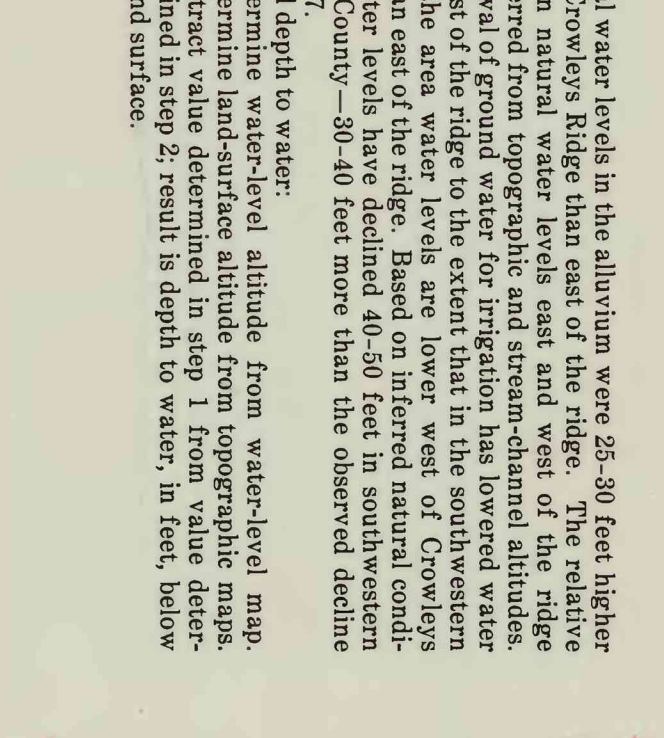 l water levels in the alluvium were 25-30 feet higher
Crowleys Ridge than east of the ridge. The relative
n natural water levels east and west of the ridge
erred from topographic and stream-channel altitudes.
val of ground water for irrigation has lowered water
st of the ridge to the extent that in the southwestern
he area water levels are lower west of Crowleys
an east of the ridge. Based on inferred natural condi-
ter levels have declined 40-50 feet in southwestern
County—30-40 feet more than the observed decline
7.
l depth to water:
ermine water-level altitude from water-level map.
ermine land-surface altitude from topographic maps.
tract value determined in step 1 from value deter-
ined in step 2; result is depth to water, in feet, below
nd surface.